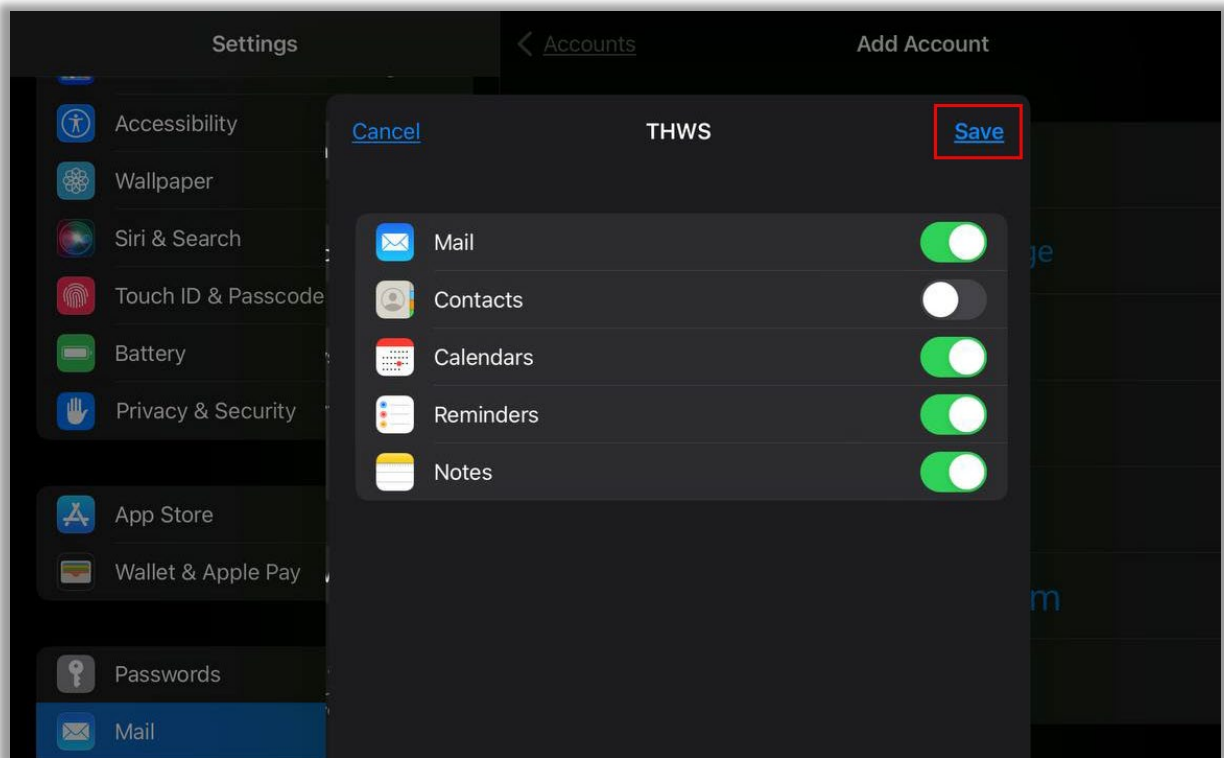 Settings
Accounts
Add Account
Accessibility
Wallpaper
Siri & Search
Touch ID & Passcode
Battery
Privacy & Security
App Store
Wallet & Apple Pay
Passwords
Mail
Cancel
THWS
Save
Mail
Contacts
Calendars
Reminders
Notes